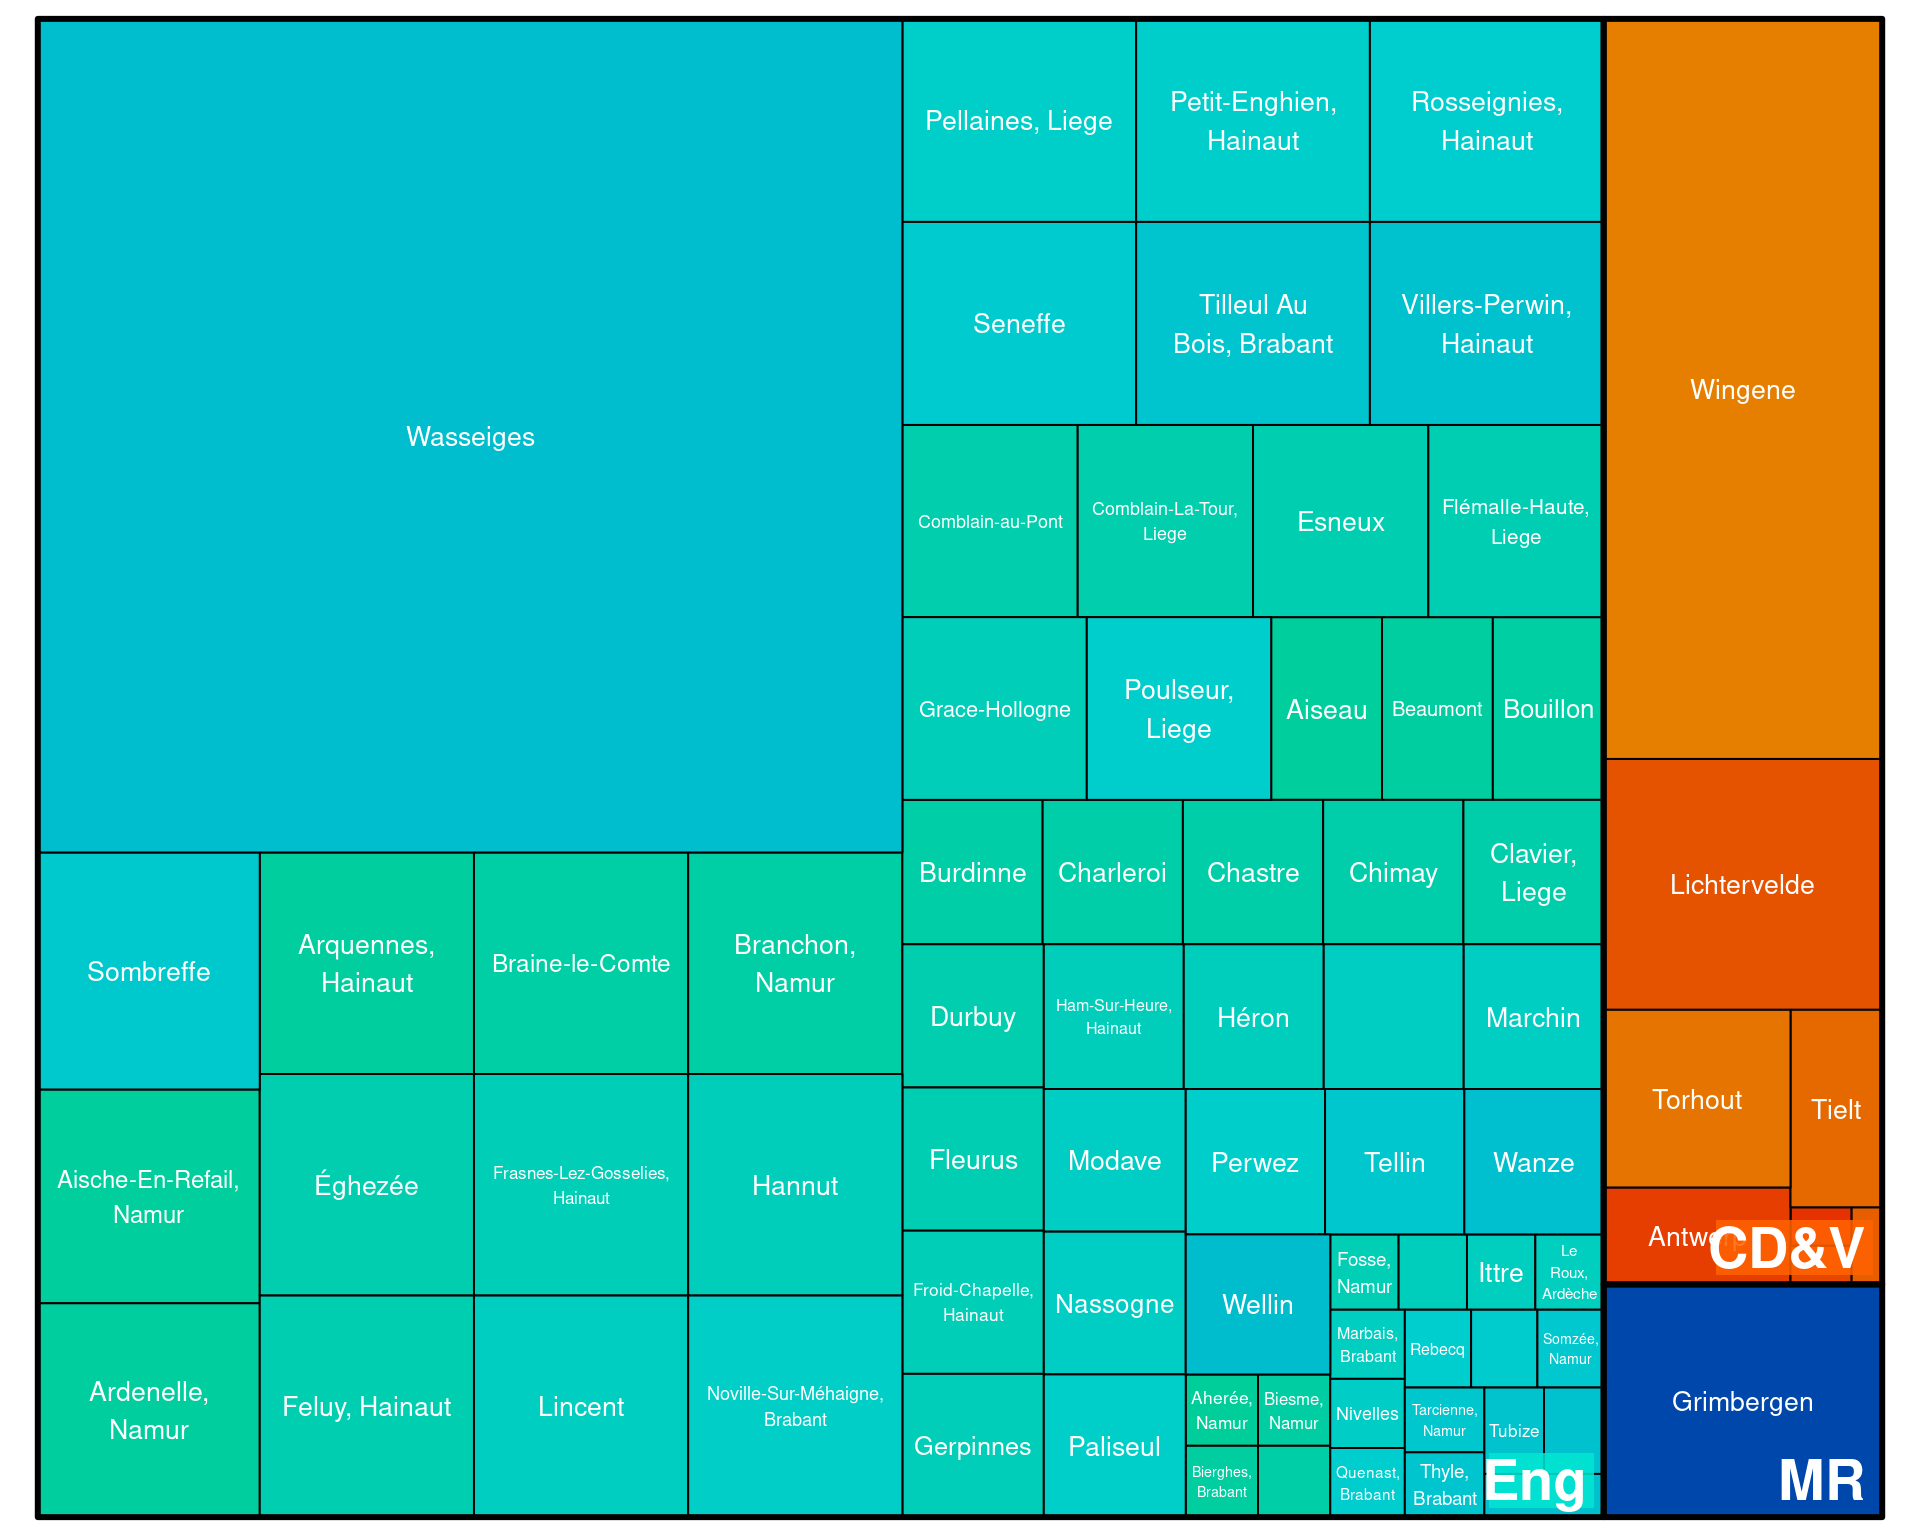 Wasseiges
Pellaines, Liege
Petit-Enghien,
Hainaut
Rosseignies,
Hainaut
Seneffe
Tilleul Au
Bois, Brabant
Villers-Perwin,
Hainaut
Comblain-au-Pont
Comblain-La-Tour,
Liege
Esneux
Flémalle-Haute,
Liege
Grace-Hollogne
Poulseur,
Liege
Aiseau
Beaumont
Bouillon
Burdinne
Charleroi
Chastre
Chimay
Clavier,
Liege
Durbuy
Ham-Sur-Heure,
Hainaut
Héron
Marchin
Fleurus
Modave
Perwez
Tellin
Wanze
Froid-Chapelle,
Hainaut
Nassogne
Wellin
Fosse,
Namur
Ittre
Le
Roux,
Ardèche
Marbais,
Brabant
Rebecq
Somzée,
Namur
Gerpinnes
Paliseul
Aherée,
Namur
Biesme,
Namur
Nivelles
Tarcienne,
Namur
Tubize
Bierghes,
Brabant
Quenast,
Brabant
Thyle,
Brabant
Eng
Sombreffe
Arquennes,
Hainaut
Braine-le-Comte
Branchon,
Namur
Aische-En-Refail,
Namur
Éghezée
Frasnes-Lez-Gosselies,
Hainaut
Hannut
Ardenelle,
Namur
Feluy, Hainaut
Lincent
Noville-Sur-Méhaigne,
Brabant
Wingene
Lichtervelde
Torhout
Tielt
CD&V
Grimbergen
MR